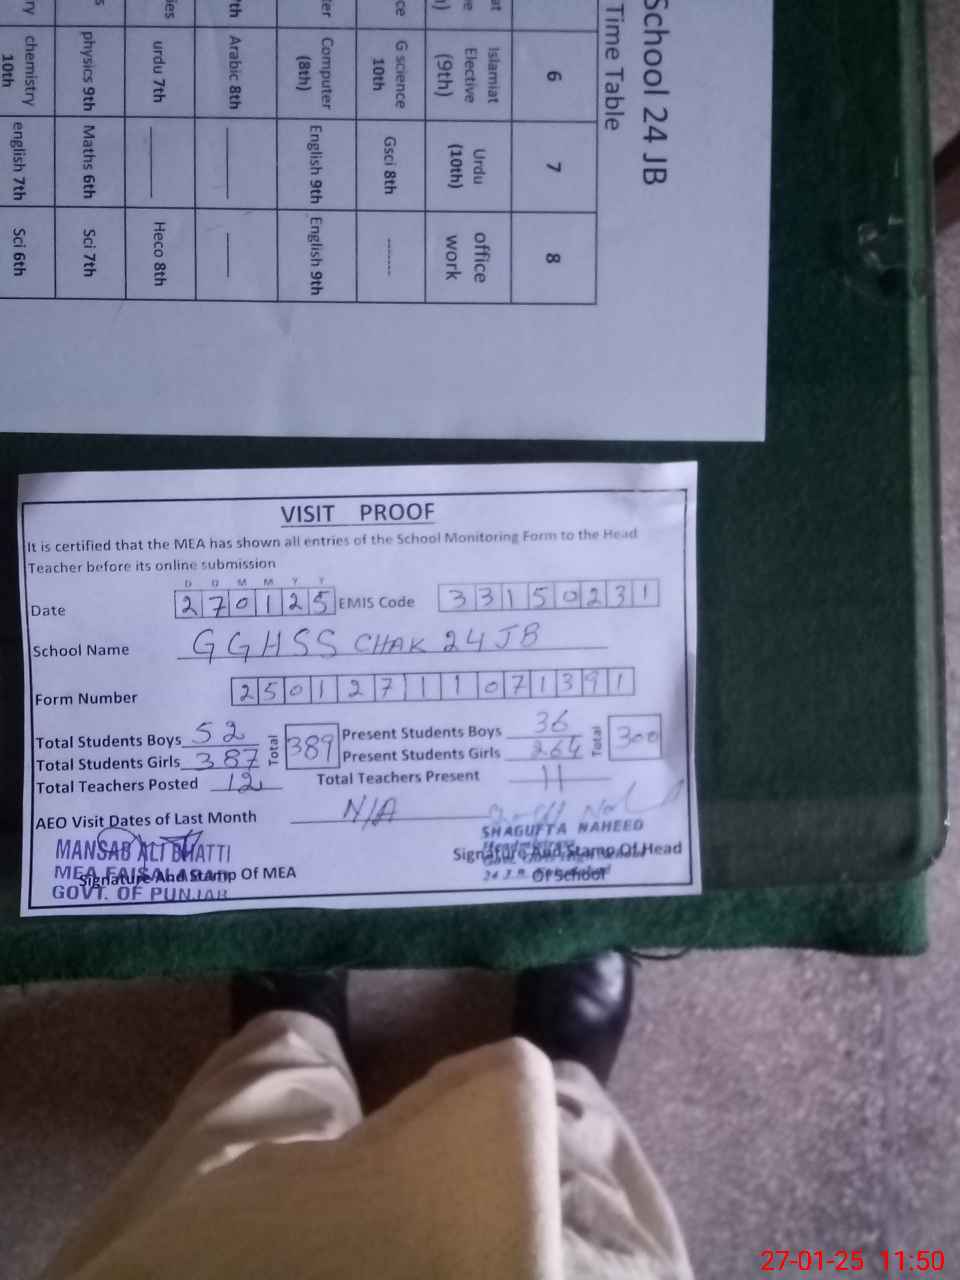 School 24 JB
Time Table
6 7 8
Islamiat Elective (9th) Urdu (10th) office work
G science 10th Gsci 8th -------
Computer (8th) English 9th English 9th
Arabic 8th
urdu 7th Heco 8th
physics 9th Maths 6th Sci 7th
chemistry 10th english 7th Sci 6th
VISIT PROOF
It is certified that the MEA has shown all entries of the School Monitoring Form to the Head
Teacher before its online submission
D D M M Y Y
Date 270125 EMIS Code 33150231
School Name GGHSS CHAK 24 JB
Form Number 25012711071391
Total Students Boys 52 Total 389 Present Students Boys 36 Total 300
Total Students Girls 387 Present Students Girls 264
Total Teachers Posted 12 Total Teachers Present 11
AEO Visit Dates of Last Month N/A
MANSAB ALI BHATTI SHAGUFTA NAHEED
MEA FAISALABAD
GOVT. OF PUNJAB
Signature And Stamp Of MEA Signature And Stamp Of Head
Of School
27-01-25 11:50